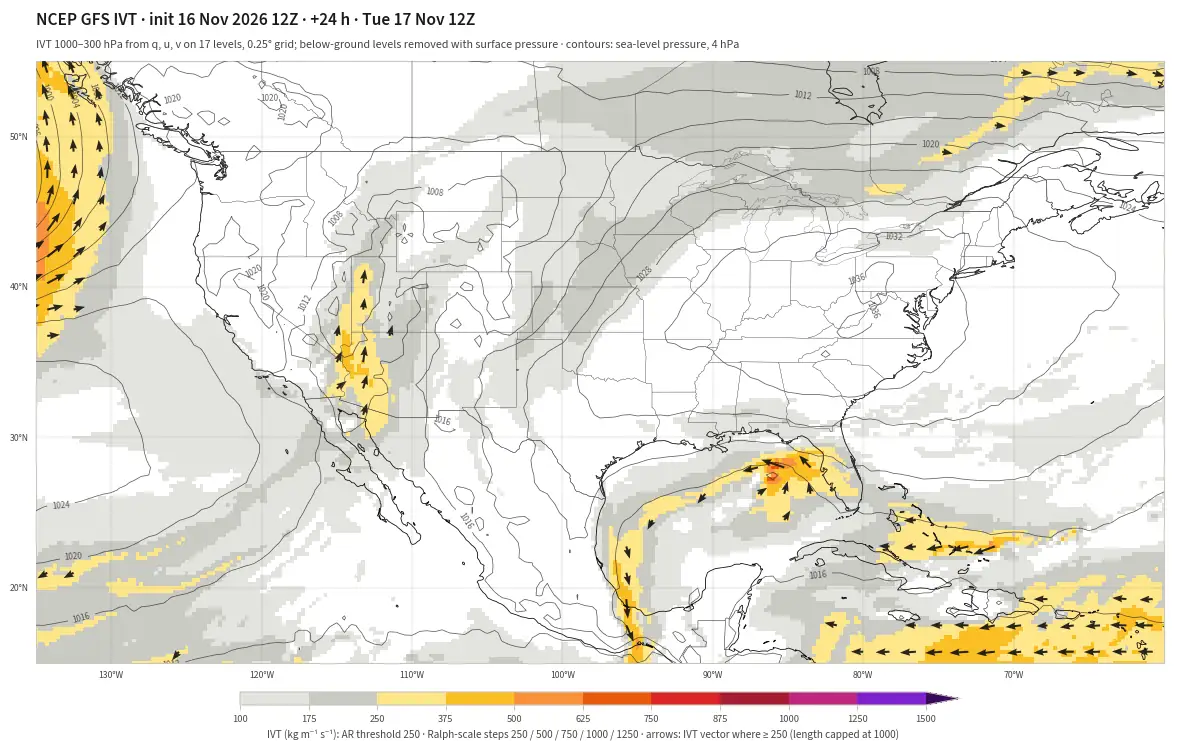 NCEP GFS IVT · init 16 Nov 2026 12Z · +24 h · Tue 17 Nov 12Z
IVT 1000–300 hPa from q, u, v on 17 levels, 0.25° grid; below-ground levels removed with surface pressure · contours: sea-level pressure, 4 hPa
1008
1020
1020
1012
1020
50°N
1020
1008
1024
1008
1032
1020
1028
1036
40°N
1020
1012
1036
1016
30°N
1024
1016
1020
1016
20°N
1016
130°W
120°W
110°W
100°W
90°W
80°W
70°W
100
175
250
375
500
625
750
875
1000
1250
1500
IVT (kg m⁻¹ s⁻¹): AR threshold 250 · Ralph-scale steps 250 / 500 / 750 / 1000 / 1250 · arrows: IVT vector where ≥ 250 (length capped at 1000)